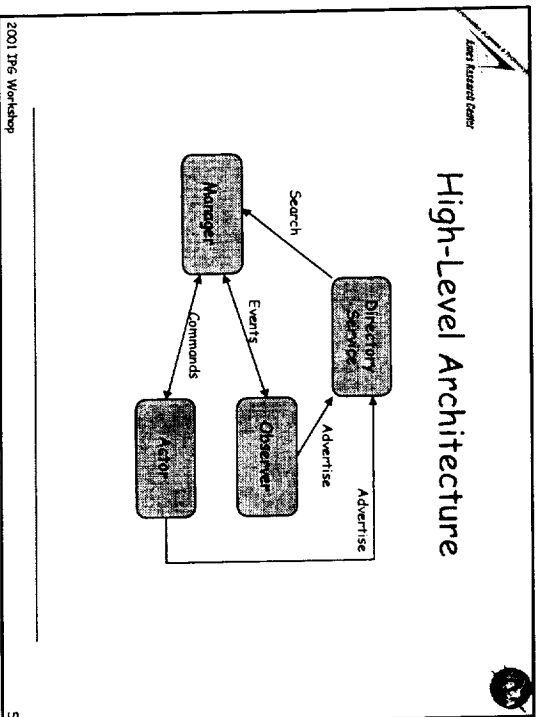 Ames Research Center
High-Level Architecture
Directory
Service
Search
Advertise
Advertise
Manager
Events
Observer
Commands
Actor
2001 IPG Workshop
5